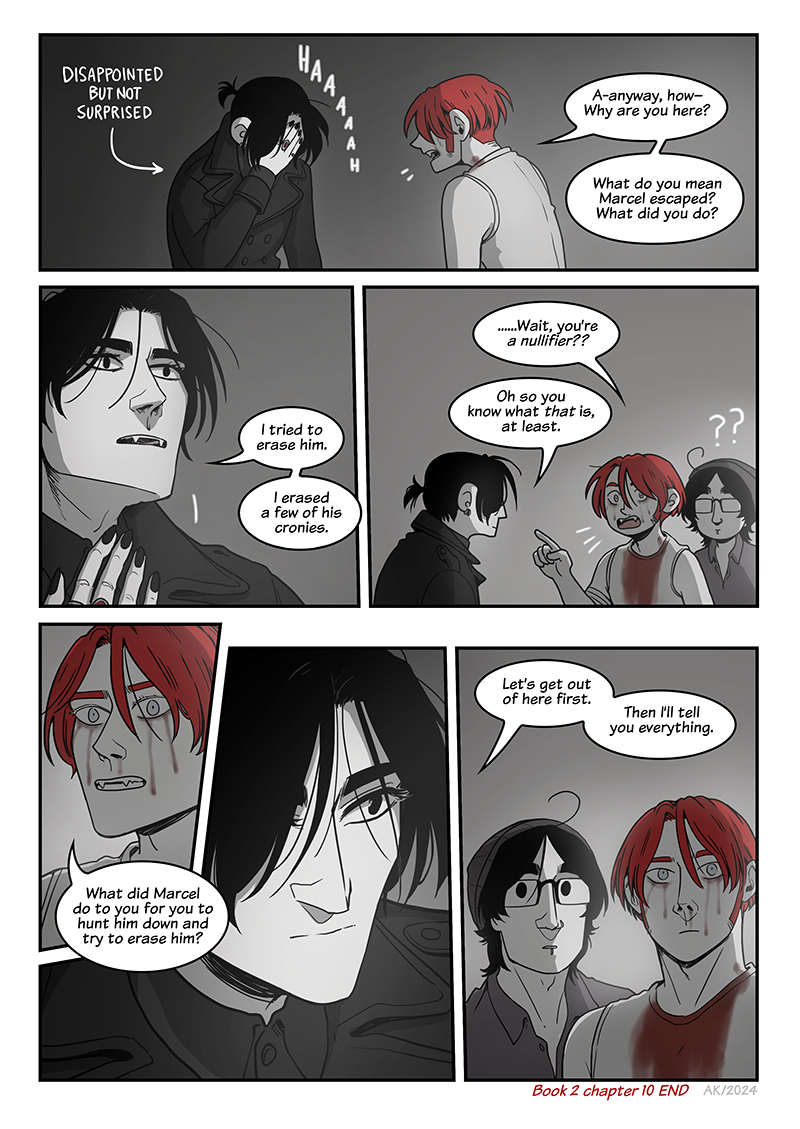 DISAPPOINTED
BUT NOT
SURPRISED
HAAAAAH
A-anyway, how—
Why are you here?
What do you mean
Marcel escaped?
What did you do?
I tried to
erase him.
I erased
a few of his
cronies.
......Wait, you're
a nullifier??
Oh so you
know what that is,
at least.
??
What did Marcel
do to you for you to
hunt him down and
try to erase him?
Let's get out
of here first.
Then I'll tell
you everything.
Book 2 chapter 10 END AK/2024